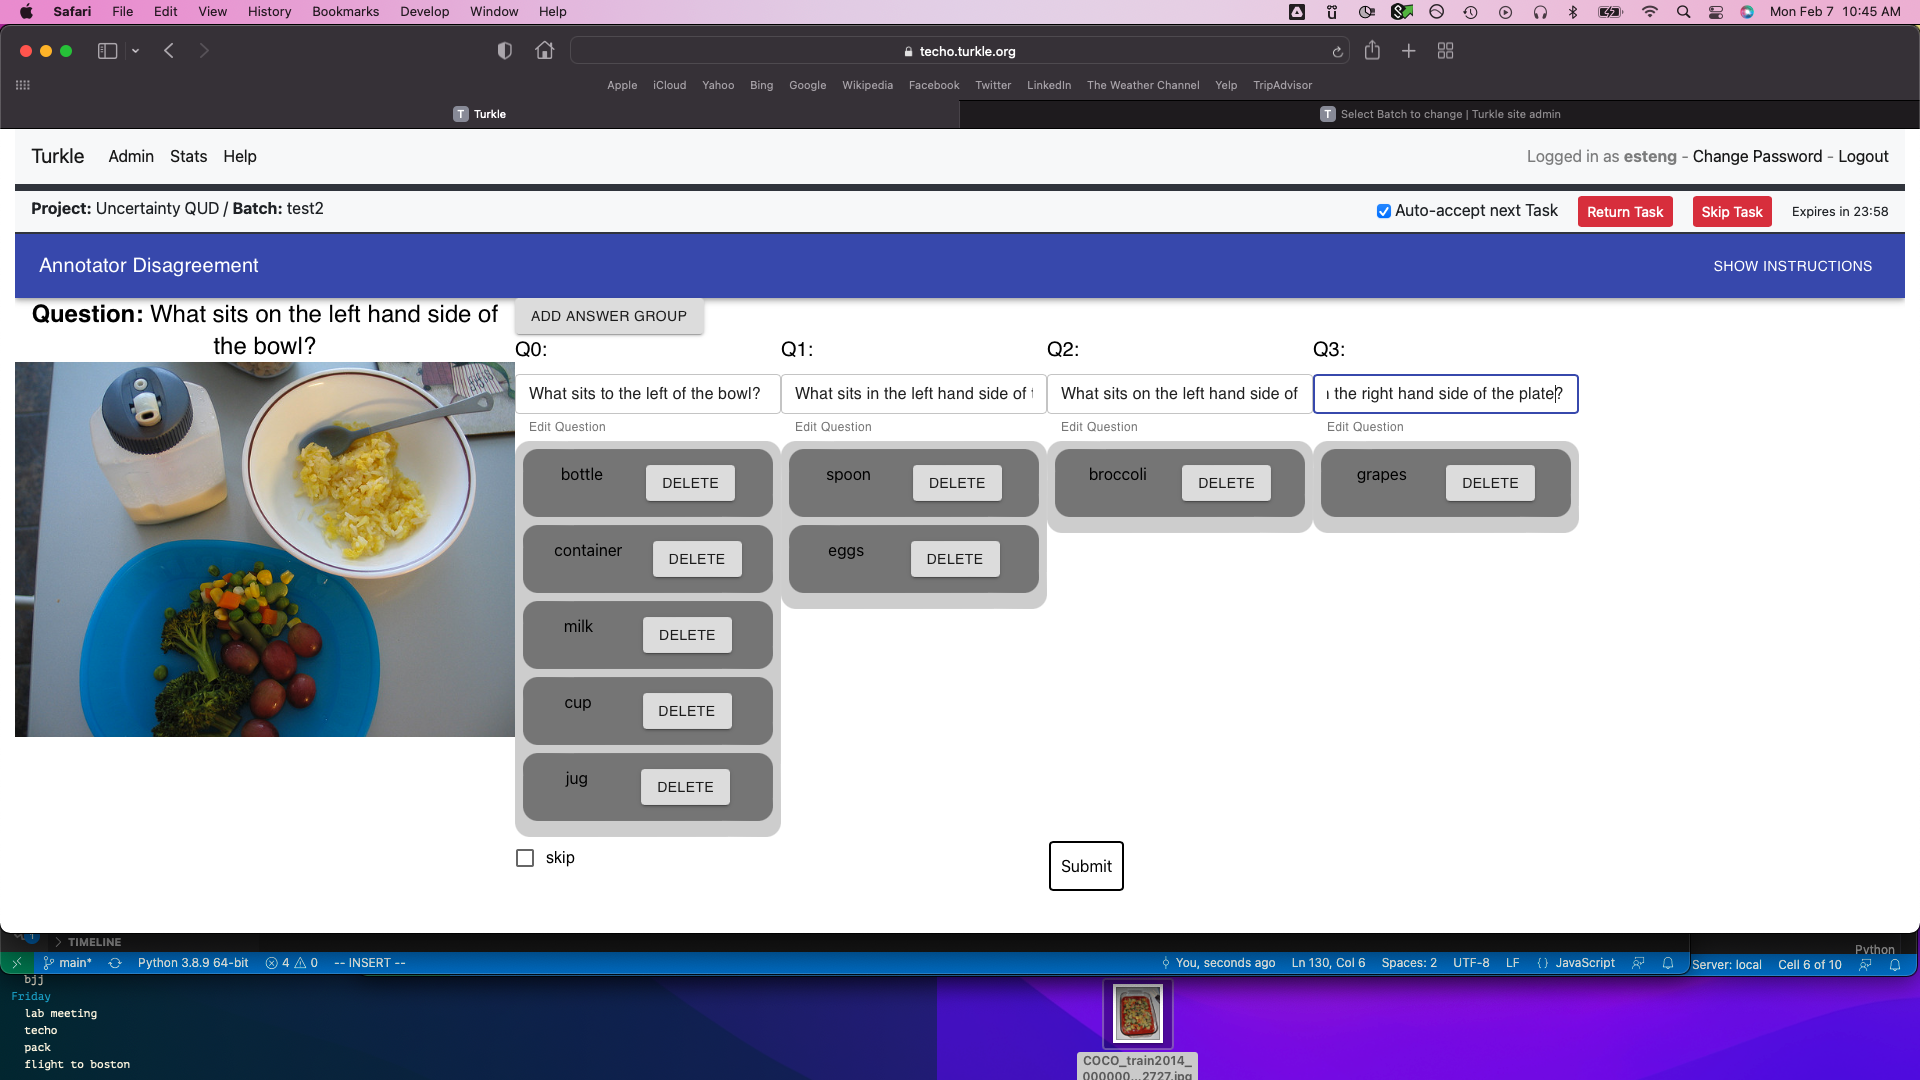 Safari File Edit View History Bookmarks Develop Window Help
Mon Feb 7 10:45 AM
techo.turkle.org
Apple iCloud Yahoo Bing Google Wikipedia Facebook Twitter LinkedIn The Weather Channel Yelp TripAdvisor
T Turkle
T Select Batch to change | Turkle site admin
Turkle Admin Stats Help
Logged in as esteng - Change Password - Logout
Project: Uncertainty QUD / Batch: test2
Auto-accept next Task Return Task Skip Task Expires in 23:58
Annotator Disagreement
SHOW INSTRUCTIONS
Question: What sits on the left hand side of
the bowl?
ADD ANSWER GROUP
Q0: Q1: Q2: Q3:
What sits to the left of the bowl? What sits in the left hand side of What sits on the left hand side of the right hand side of the plate?
Edit Question Edit Question Edit Question Edit Question
bottle DELETE spoon DELETE broccoli DELETE grapes DELETE
container DELETE eggs DELETE
milk DELETE
cup DELETE
jug DELETE
skip
Submit
1 TIMELINE
Python
main* Python 3.8.9 64-bit 4 0 -- INSERT -- You, seconds ago Ln 130, Col 6 Spaces: 2 UTF-8 LF {} JavaScript
Server: local Cell 6 of 10
bjj
Friday
lab meeting
techo
pack
flight to boston
COCO_train2014_
000000...2727.jpg